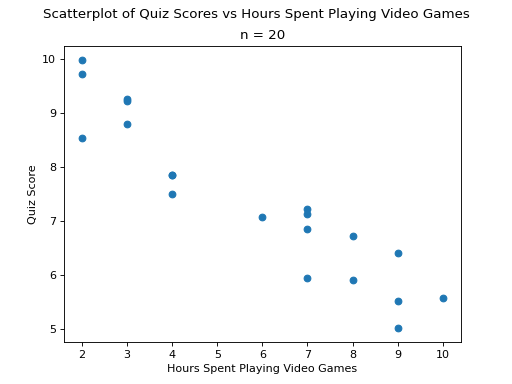 Scatterplot of Quiz Scores vs Hours Spent Playing Video Games
n = 20
10
9
8
7
6
5
Quiz Score
2 3 4 5 6 7 8 9 10
Hours Spent Playing Video Games